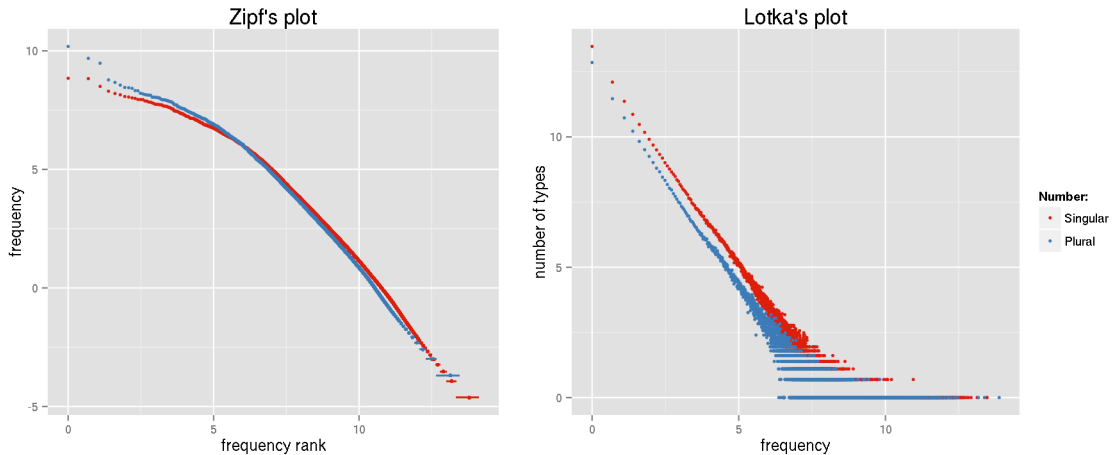 Zipf's plot
10
5
0
-5
0
5
10
frequency
frequency rank
Lotka's plot
10
5
0
0
5
10
number of types
frequency
Number:
Singular
Plural